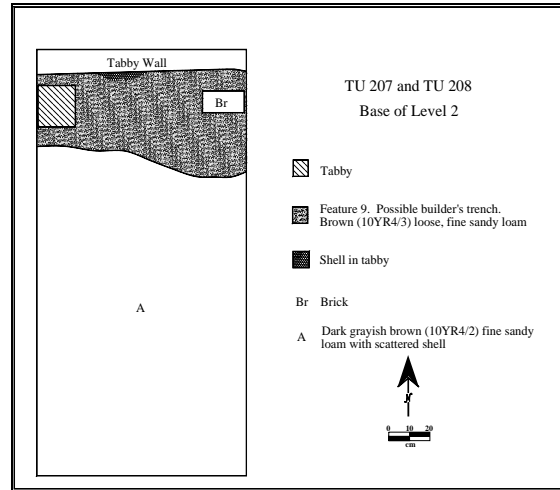 Tabby Wall
Br
A
TU 207 and TU 208
Base of Level 2
Tabby
Feature 9. Possible builder's trench.
Brown (10YR4/3) loose, fine sandy loam
Shell in tabby
Br Brick
A Dark grayish brown (10YR4/2) fine sandy
loam with scattered shell
N
0 10 20
cm